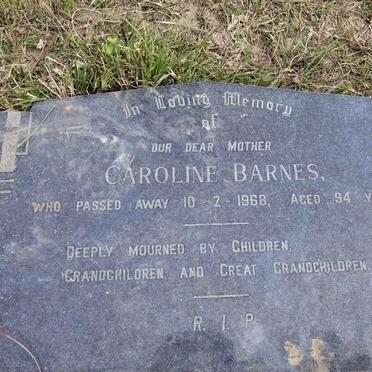 In Loving Memory
of
OUR DEAR MOTHER
CAROLINE BARNES,
WHO PASSED AWAY 10-2-1968, AGED 94 Y
DEEPLY MOURNED BY CHILDREN,
GRANDCHILDREN AND GREAT GRANDCHILDREN.
R. I. P.